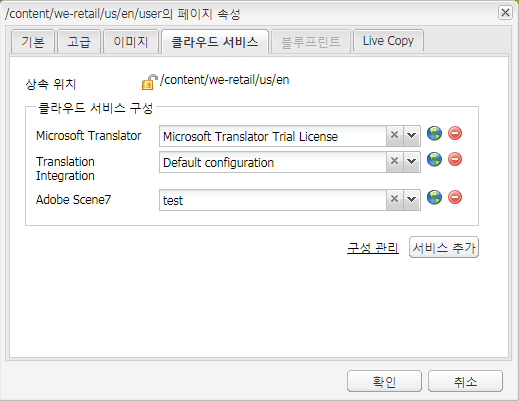 /content/we-retail/us/en/user의 페이지 속성
기본 고급 이미지 클라우드 서비스 블루프린트 Live Copy
상속 위치 /content/we-retail/us/en
클라우드 서비스 구성
Microsoft Translator Microsoft Translator Trial License
Translation Default configuration
Integration
Adobe Scene7 test
구성 관리 서비스 추가
확인 취소